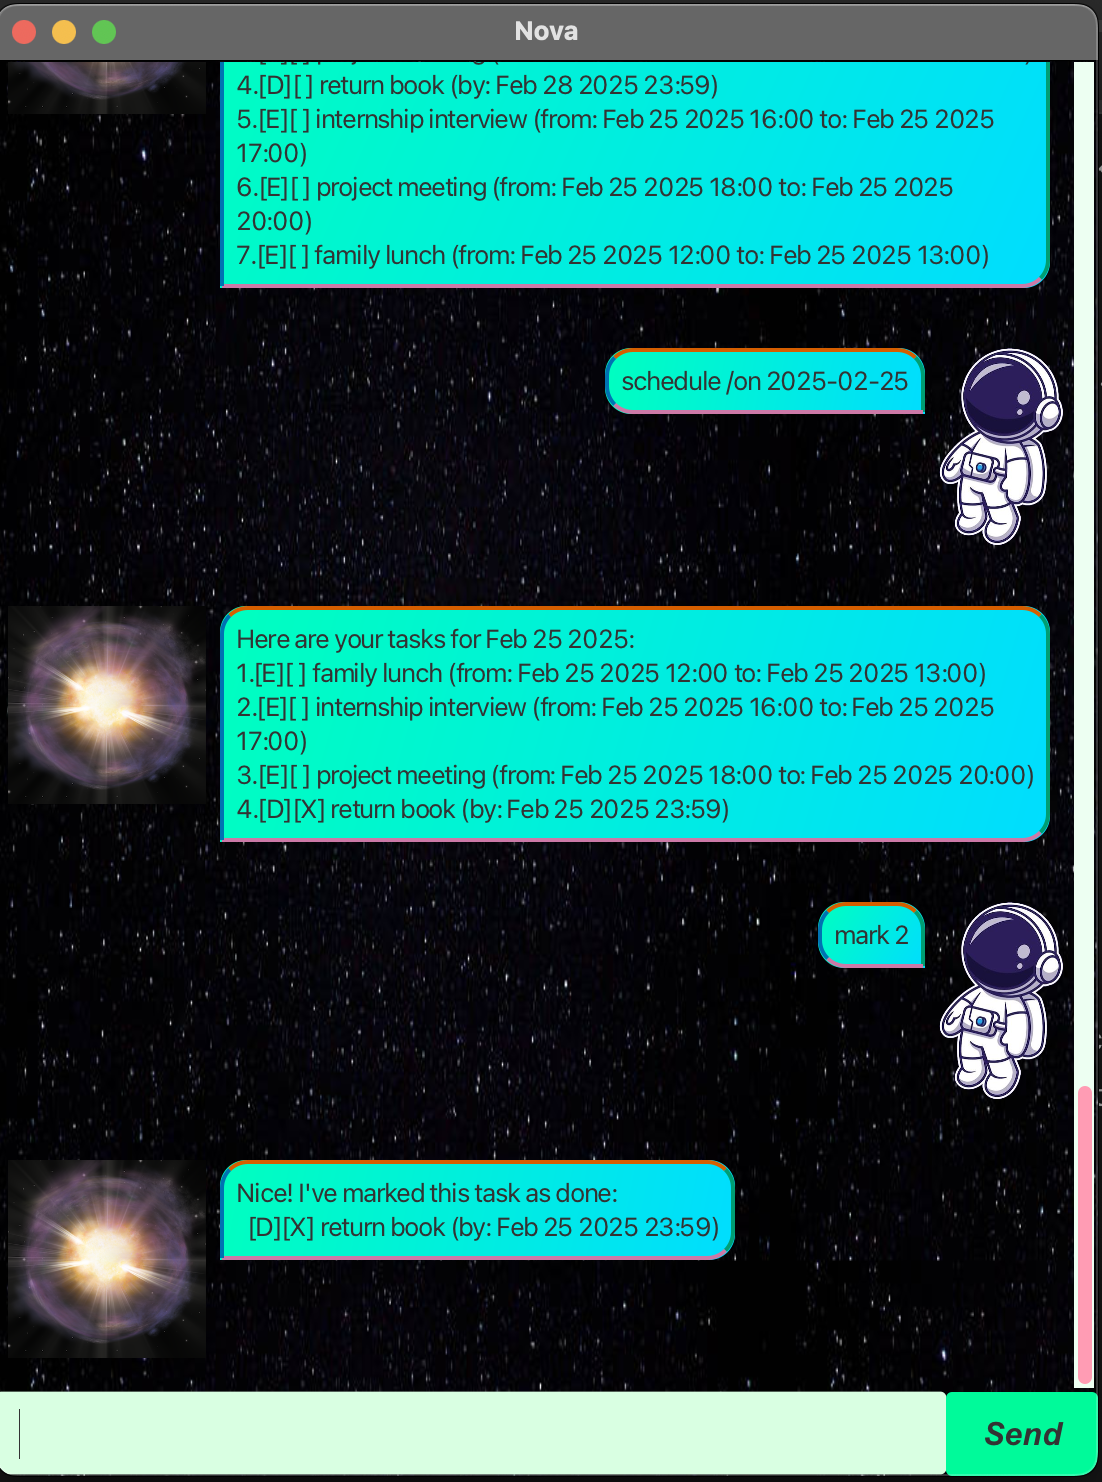 Nova
4.[D][ ] return book (by: Feb 28 2025 23:59)
5.[E][ ] internship interview (from: Feb 25 2025 16:00 to: Feb 25 2025
17:00)
6.[E][ ] project meeting (from: Feb 25 2025 18:00 to: Feb 25 2025
20:00)
7.[E][ ] family lunch (from: Feb 25 2025 12:00 to: Feb 25 2025 13:00)
schedule /on 2025-02-25
Here are your tasks for Feb 25 2025:
1.[E][ ] family lunch (from: Feb 25 2025 12:00 to: Feb 25 2025 13:00)
2.[E][ ] internship interview (from: Feb 25 2025 16:00 to: Feb 25 2025
17:00)
3.[E][ ] project meeting (from: Feb 25 2025 18:00 to: Feb 25 2025 20:00)
4.[D][X] return book (by: Feb 25 2025 23:59)
mark 2
Nice! I've marked this task as done:
[D][X] return book (by: Feb 25 2025 23:59)
Send